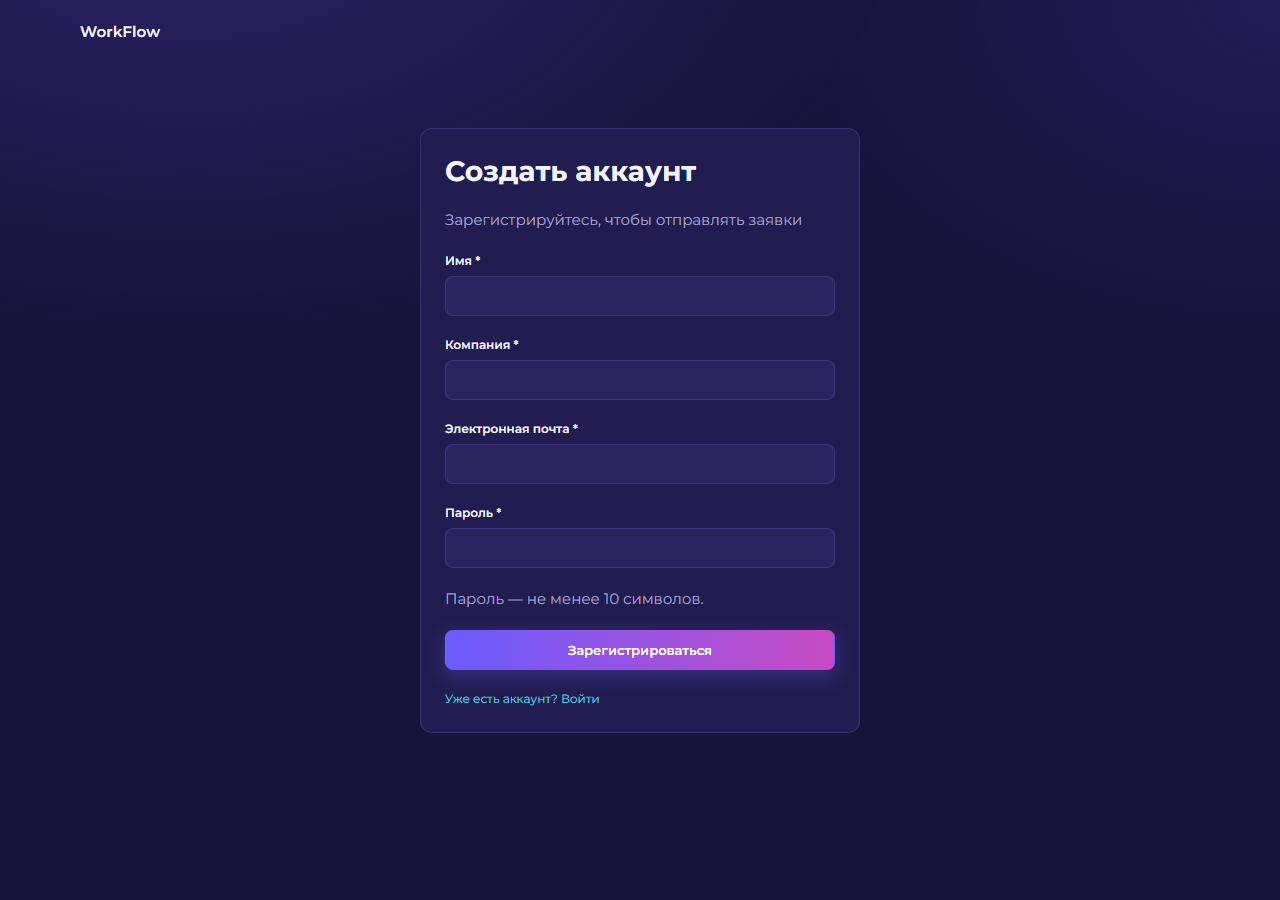 WorkFlow
Создать аккаунт
Зарегистрируйтесь, чтобы отправлять заявки
Имя *
Компания *
Электронная почта *
Пароль *
Пароль — не менее 10 символов.
Зарегистрироваться
Уже есть аккаунт? Войти